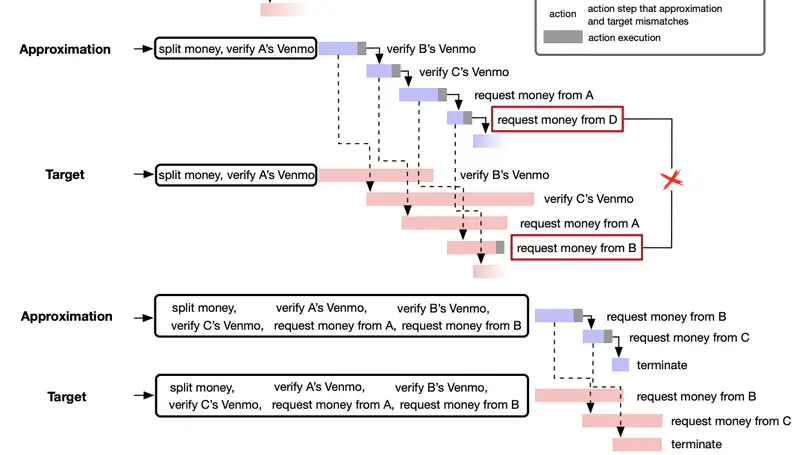 action
action step that approximation
and target mismatches
action execution
Approximation
split money, verify A's Venmo
verify B's Venmo
verify C's Venmo
request money from A
request money from D
Target
split money, verify A's Venmo
verify B's Venmo
verify C's Venmo
request money from A
request money from B
Approximation
split money, verify A's Venmo, verify B's Venmo,
verify C's Venmo, request money from A, request money from B
request money from B
request money from C
terminate
Target
split money, verify A's Venmo, verify B's Venmo,
verify C's Venmo, request money from A, request money from B
request money from B
request money from C
terminate